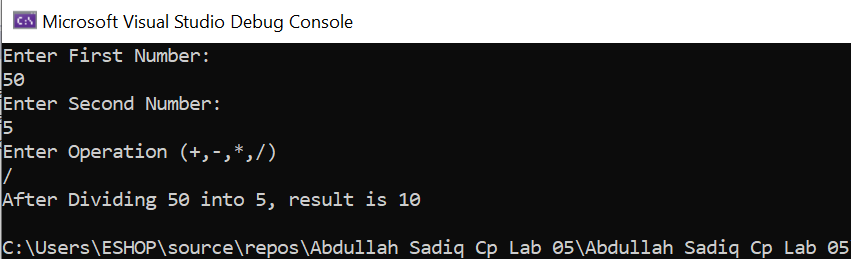 Microsoft Visual Studio Debug Console
Enter First Number:
50
Enter Second Number:
5
Enter Operation (+,-,*,/)
/
After Dividing 50 into 5, result is 10
C:\Users\ESHOP\source\repos\Abdullah Sadiq Cp Lab 05\Abdullah Sadiq Cp Lab 05